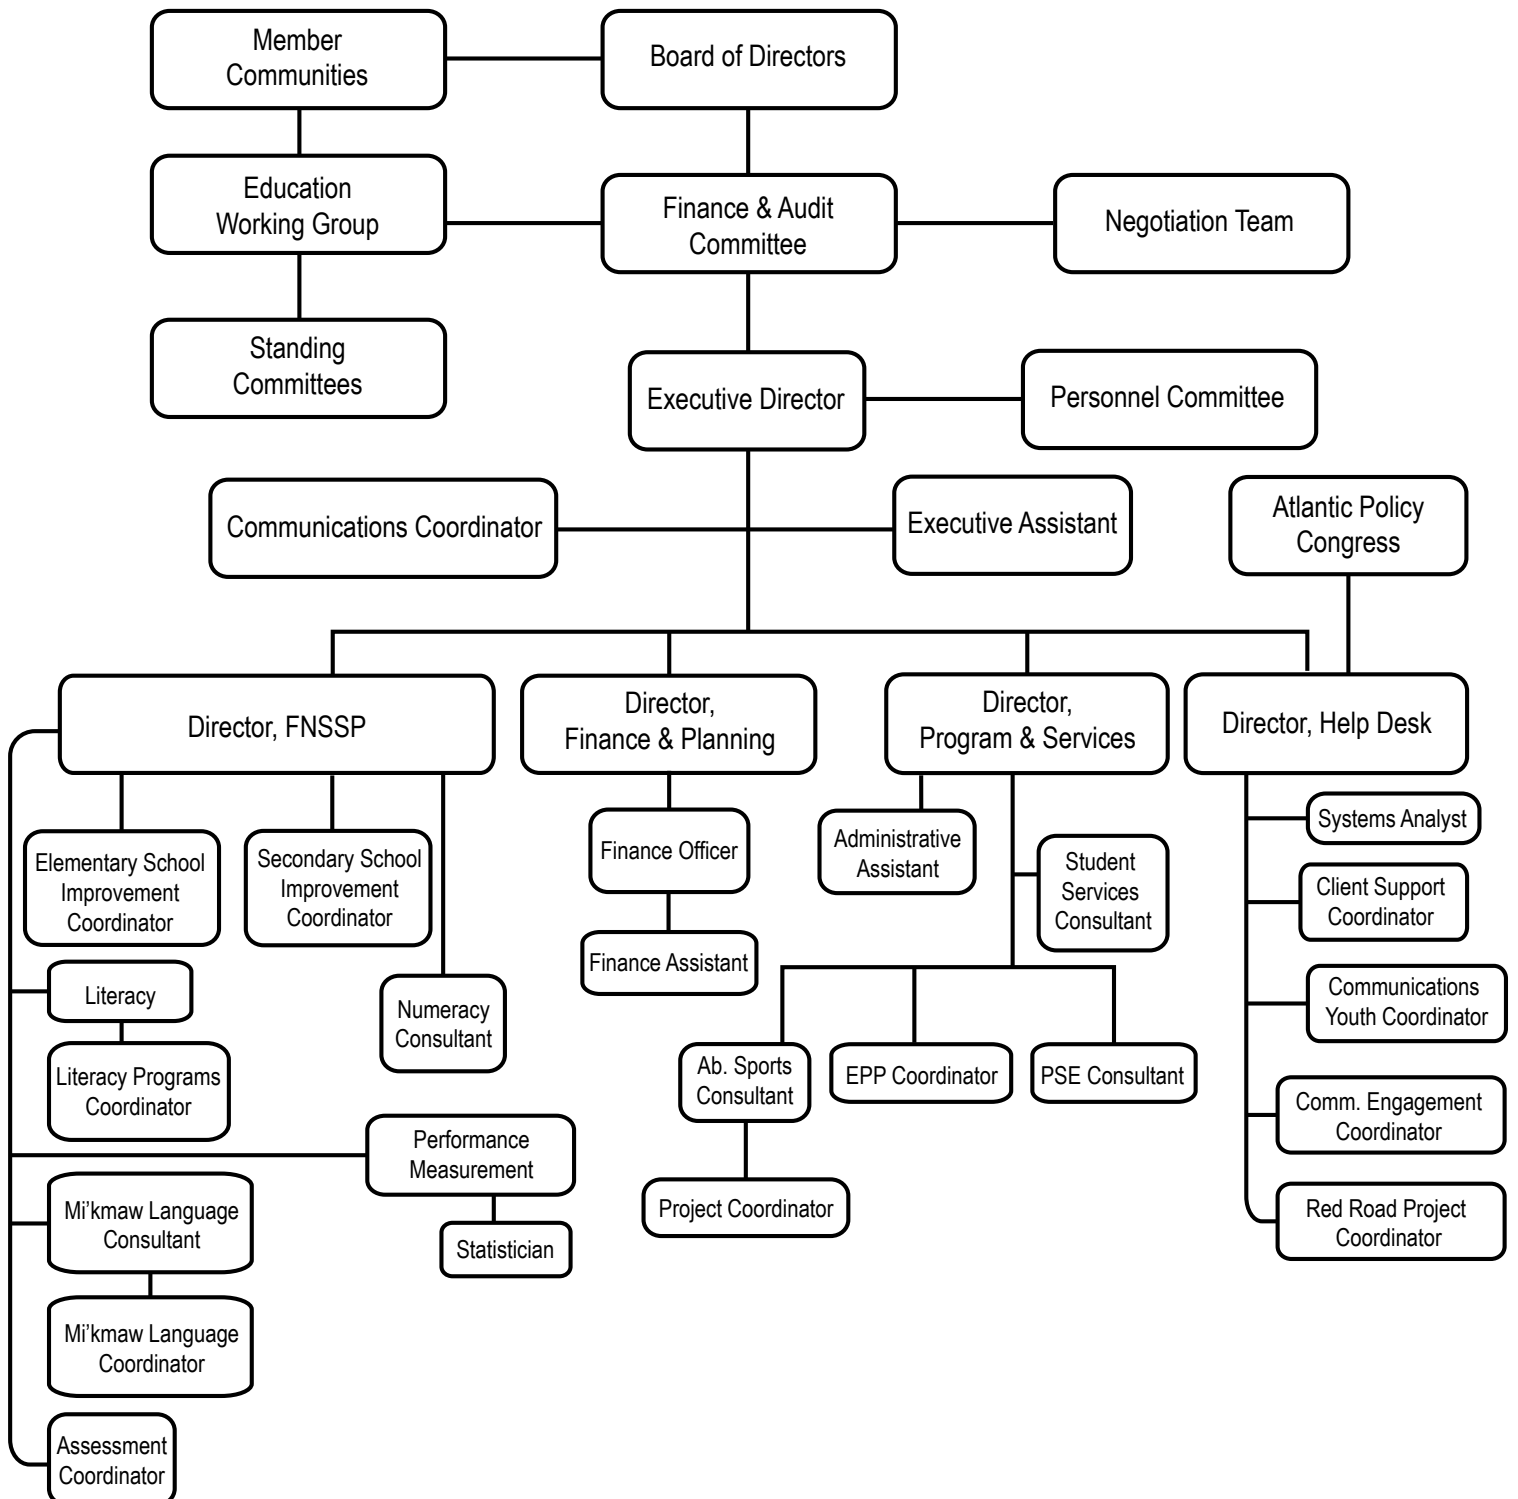 Member
Communities
Board of Directors
Education
Working Group
Finance & Audit
Committee
Negotiation Team
Standing
Committees
Executive Director
Personnel Committee
Communications Coordinator
Executive Assistant
Atlantic Policy
Congress
Director, FNSSP
Director,
Finance & Planning
Director,
Program & Services
Director, Help Desk
Elementary School
Improvement
Coordinator
Secondary School
Improvement
Coordinator
Finance Officer
Administrative
Assistant
Student
Services
Consultant
Systems Analyst
Client Support
Coordinator
Finance Assistant
Literacy
Numeracy
Consultant
Communications
Youth Coordinator
Literacy Programs
Coordinator
Ab. Sports
Consultant
EPP Coordinator
PSE Consultant
Comm. Engagement
Coordinator
Performance
Measurement
Mi’kmaw Language
Consultant
Project Coordinator
Red Road Project
Coordinator
Statistician
Mi’kmaw Language
Coordinator
Assessment
Coordinator